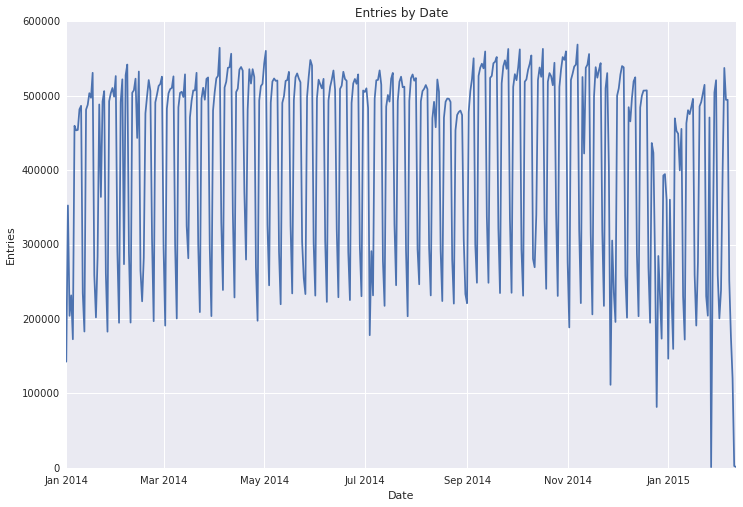 Entries by Date
600000
500000
400000
300000
200000
100000
0
Entries
Jan 2014 Mar 2014 May 2014 Jul 2014 Sep 2014 Nov 2014 Jan 2015
Date